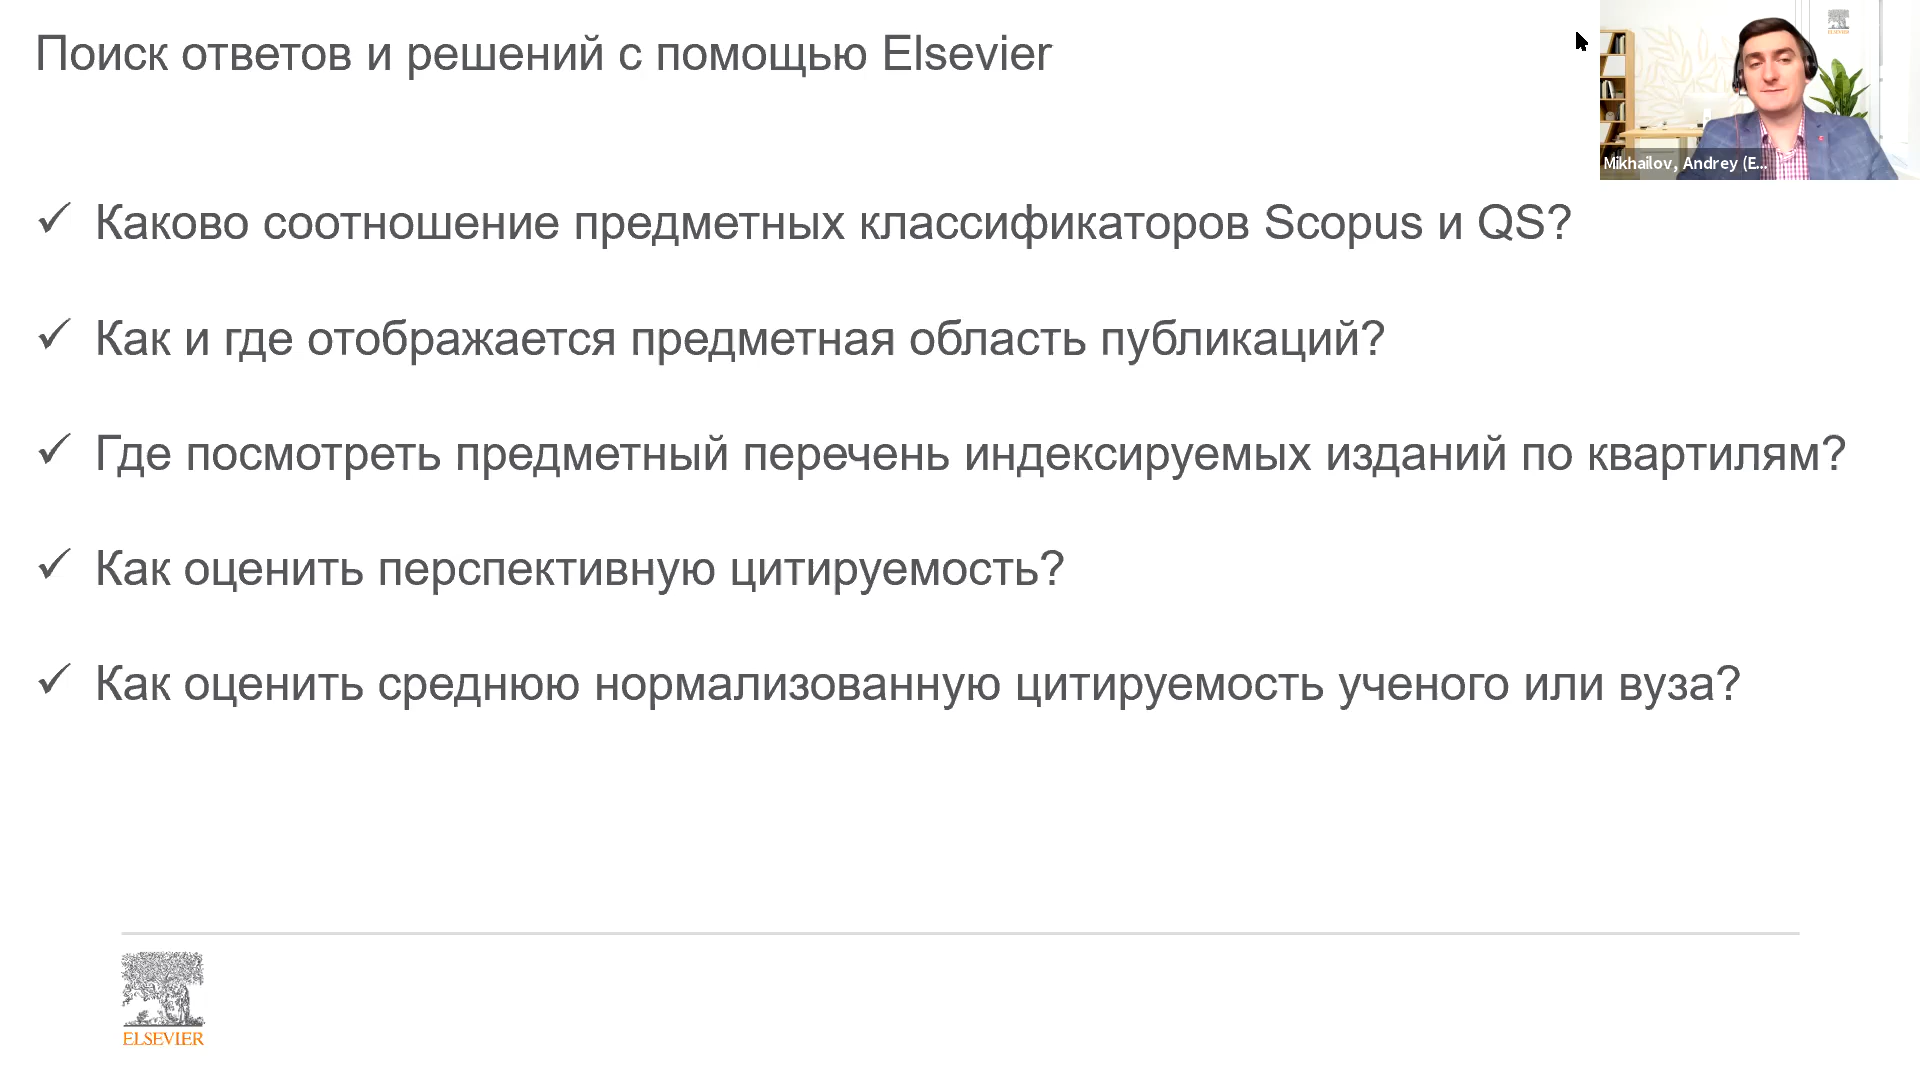 Поиск ответов и решений с помощью Elsevier
Mikhailov, Andrey (E...
Каково соотношение предметных классификаторов Scopus и QS?
Как и где отображается предметная область публикаций?
Где посмотреть предметный перечень индексируемых изданий по квартилям?
Как оценить перспективную цитируемость?
Как оценить среднюю нормализованную цитируемость ученого или вуза?
ELSEVIER